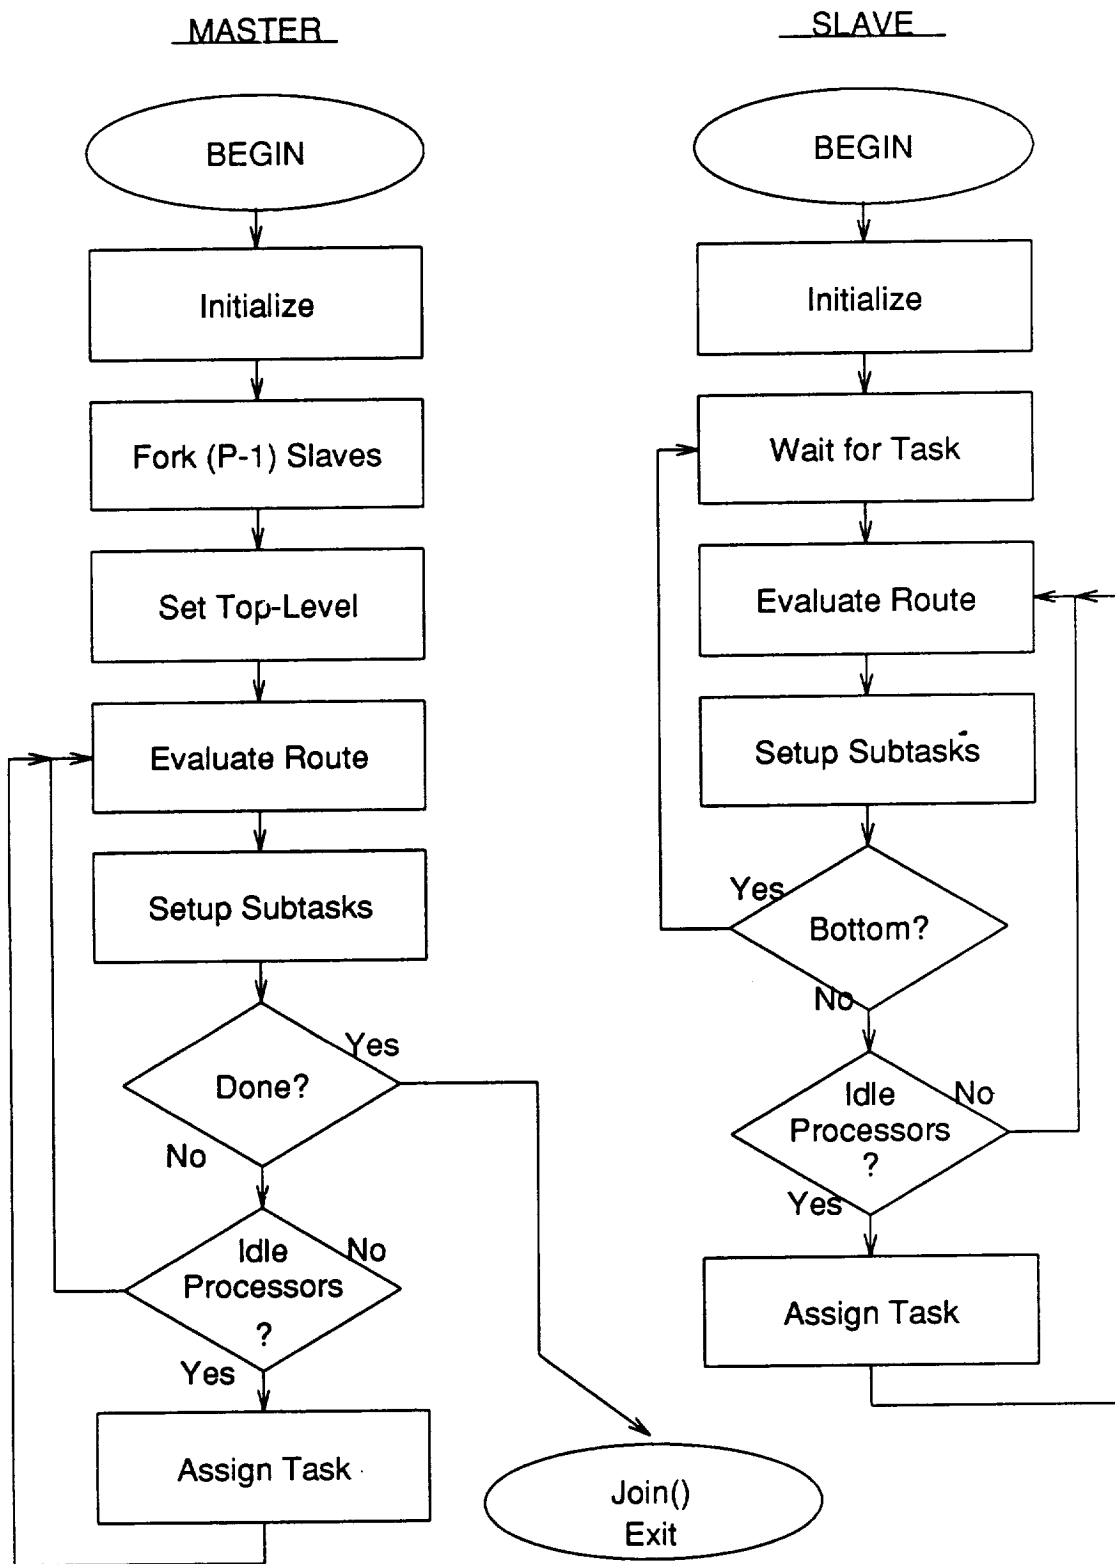 MASTER
BEGIN
Initialize
Fork (P-1) Slaves
Set Top-Level
Evaluate Route
Setup Subtasks
Yes
Done?
No
Idle
No
Processors
?
Yes
Assign Task
Join()
Exit
SLAVE
BEGIN
Initialize
Wait for Task
Evaluate Route
Setup Subtasks
Yes
Bottom?
No
Idle
No
Processors
?
Yes
Assign Task